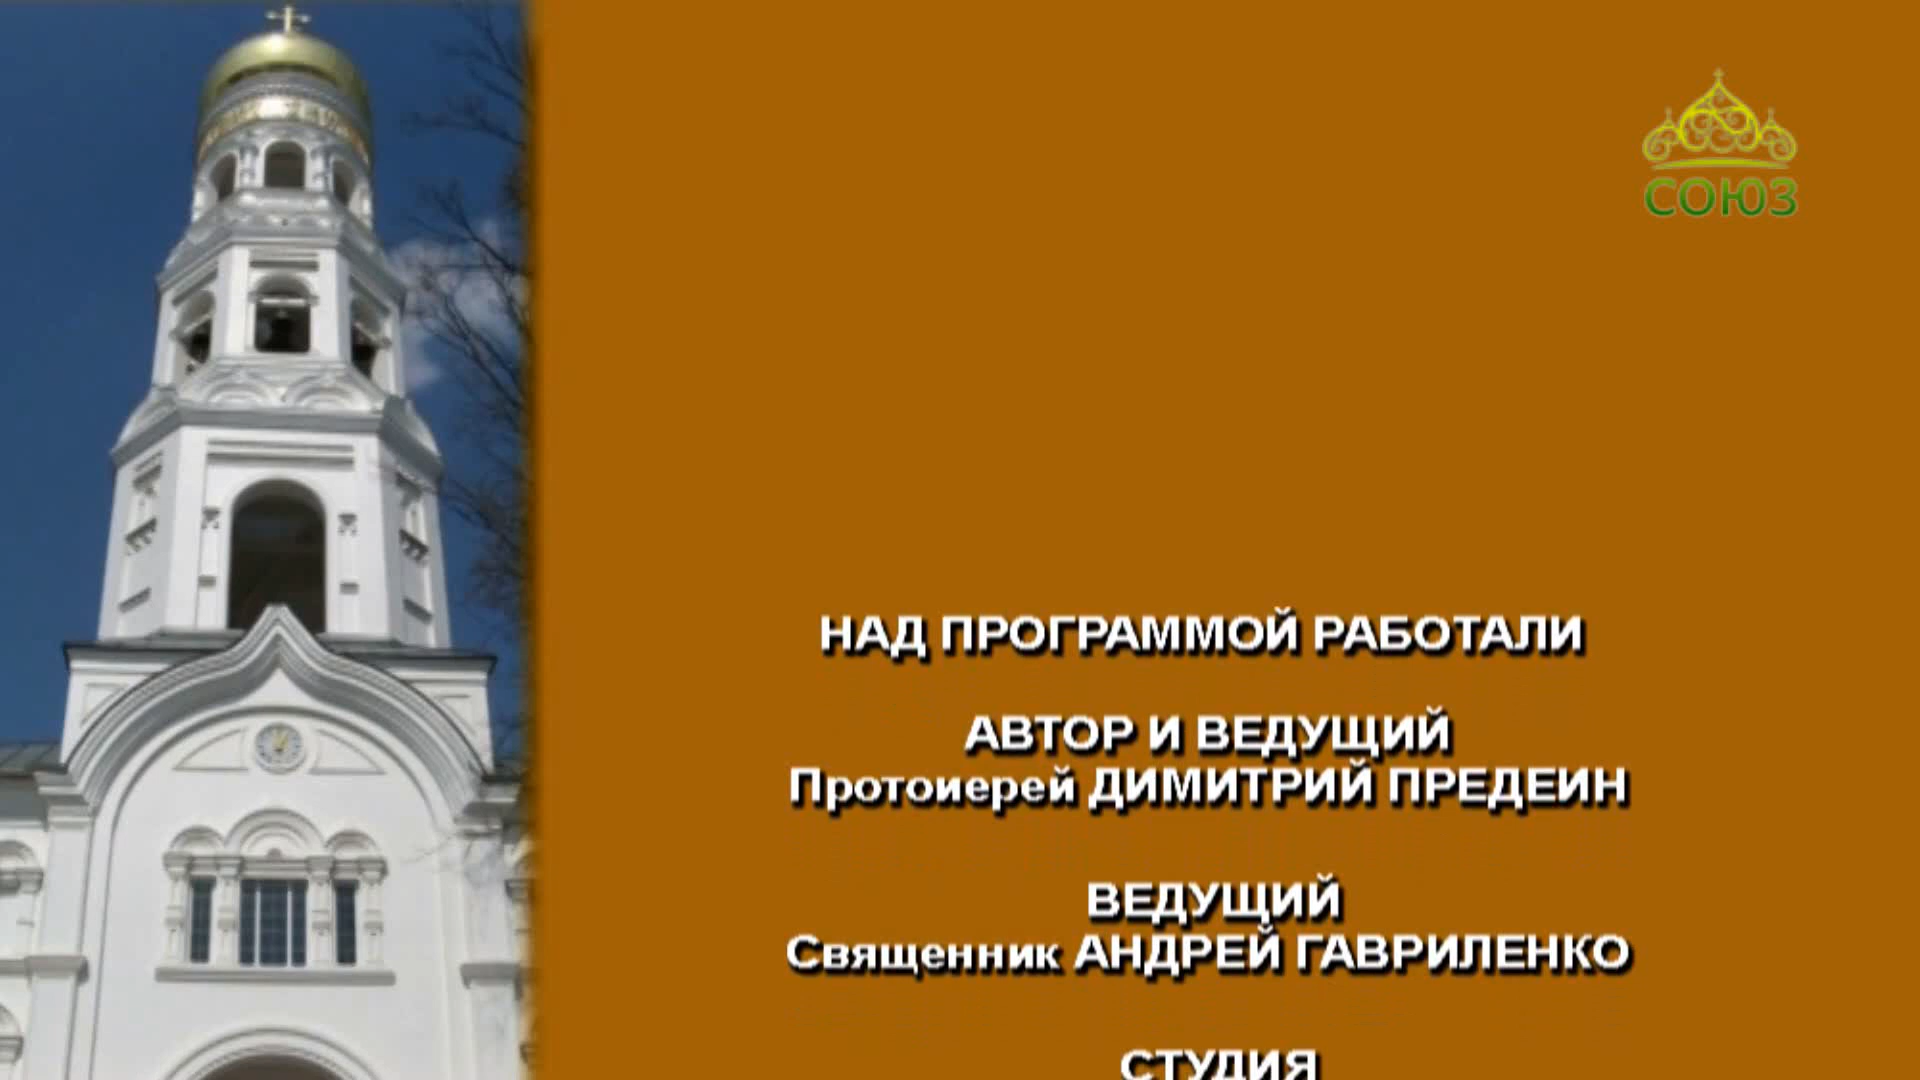 СОЮЗ
НАД ПРОГРАММОЙ РАБОТАЛИ
АВТОР И ВЕДУЩИЙ
Протоиерей ДИМИТРИЙ ПРЕДЕИН
ВЕДУЩИЙ
Священник АНДРЕЙ ГАВРИЛЕНКО
СТУДИЯ